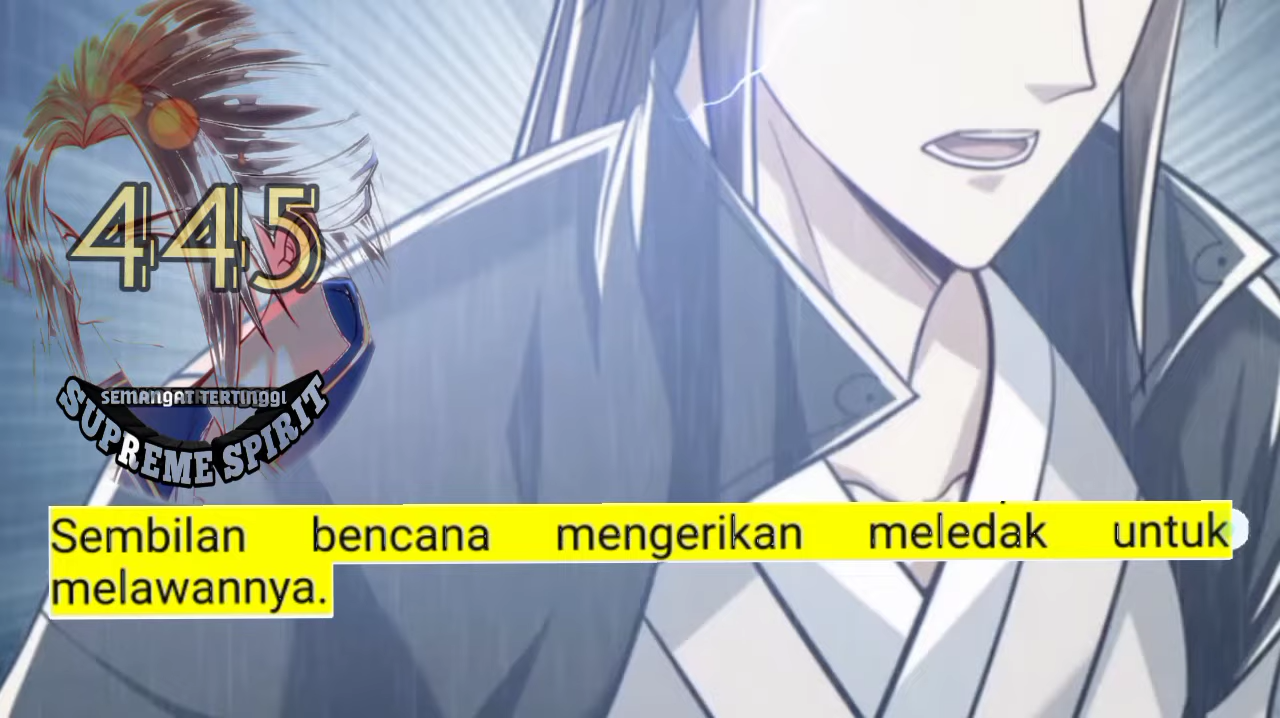 445
SEMANGAT TERTINGGI
SUPREME SPIRIT
Sembilan bencana mengerikan meledak untuk
melawannya.